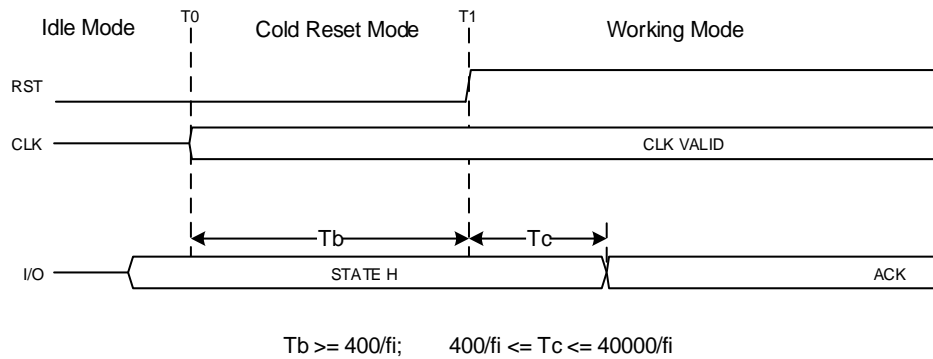 T0 T1
Idle Mode Cold Reset Mode Working Mode
RST
CLK CLK VALID
Tb Tc
I/O STATE H ACK
Tb >= 400/fi; 400/fi <= Tc <= 40000/fi